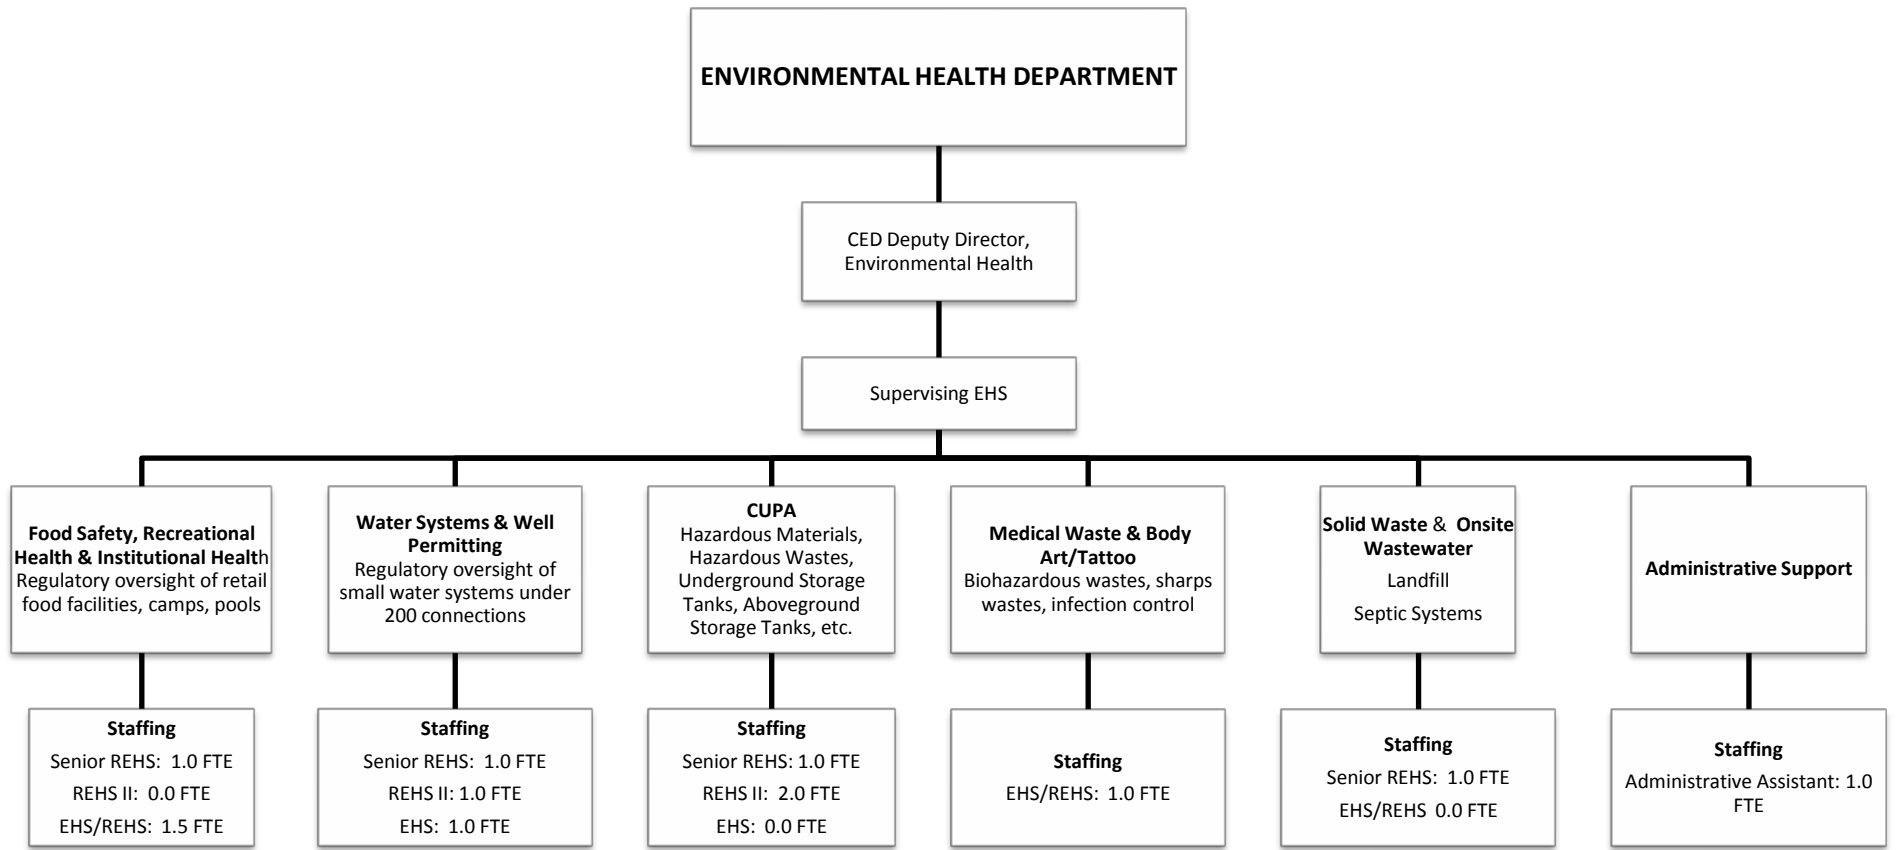 ENVIRONMENTAL HEALTH DEPARTMENT
CED Deputy Director,
Environmental Health
Supervising EHS
Food Safety, Recreational
Health & Institutional Health
Regulatory oversight of retail
food facilities, camps, pools
Water Systems & Well
Permitting
Regulatory oversight of
small water systems under
200 connections
CUPA
Hazardous Materials,
Hazardous Wastes,
Underground Storage
Tanks, Aboveground
Storage Tanks, etc.
Medical Waste & Body
Art/Tattoo
Biohazardous wastes, sharps
wastes, infection control
Solid Waste & Onsite
Wastewater
Landfill
Septic Systems
Administrative Support
Staffing
Senior REHS: 1.0 FTE
REHS II: 0.0 FTE
EHS/REHS: 1.5 FTE
Staffing
Senior REHS: 1.0 FTE
REHS II: 1.0 FTE
EHS: 1.0 FTE
Staffing
Senior REHS: 1.0 FTE
REHS II: 2.0 FTE
EHS: 0.0 FTE
Staffing
EHS/REHS: 1.0 FTE
Staffing
Senior REHS: 1.0 FTE
EHS/REHS 0.0 FTE
Staffing
Administrative Assistant: 1.0
FTE